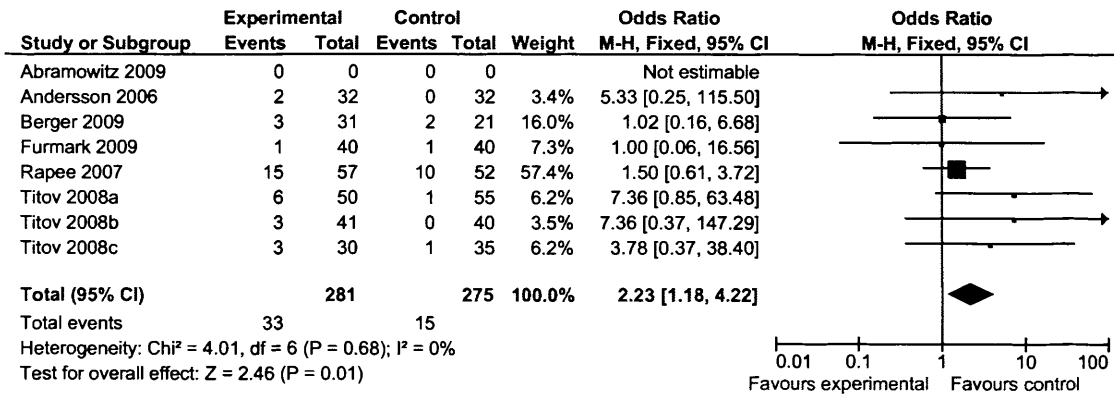 Experimental Control Odds Ratio Odds Ratio
Study or Subgroup Events Total Events Total Weight M-H, Fixed, 95% CI M-H, Fixed, 95% CI
Abramowitz 2009 0 0 0 0 Not estimable
Andersson 2006 2 32 0 32 3.4% 5.33 [0.25, 115.50]
Berger 2009 3 31 2 21 16.0% 1.02 [0.16, 6.68]
Furmark 2009 1 40 1 40 7.3% 1.00 [0.06, 16.56]
Rapee 2007 15 57 10 52 57.4% 1.50 [0.61, 3.72]
Titov 2008a 6 50 1 55 6.2% 7.36 [0.85, 63.48]
Titov 2008b 3 41 0 40 3.5% 7.36 [0.37, 147.29]
Titov 2008c 3 30 1 35 6.2% 3.78 [0.37, 38.40]
Total (95% CI) 281 275 100.0% 2.23 [1.18, 4.22]
Total events 33 15
Heterogeneity: Chi² = 4.01, df = 6 (P = 0.68); I² = 0%
Test for overall effect: Z = 2.46 (P = 0.01)
0.01 0.1 1 10 100
Favours experimental Favours control